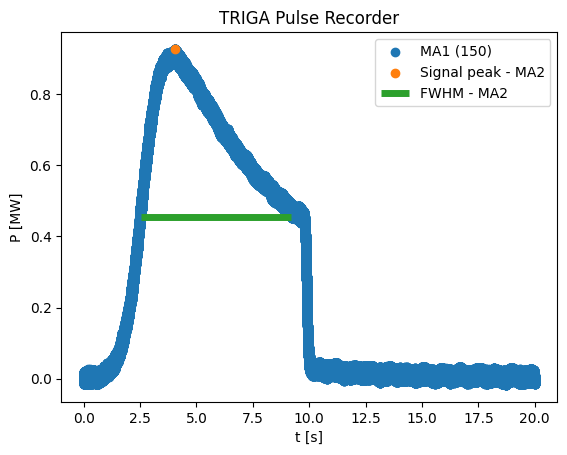 TRIGA Pulse Recorder
MA1 (150)
Signal peak - MA2
FWHM - MA2
P [MW]
0.8
0.6
0.4
0.2
0.0
0.0 2.5 5.0 7.5 10.0 12.5 15.0 17.5 20.0
t [s]